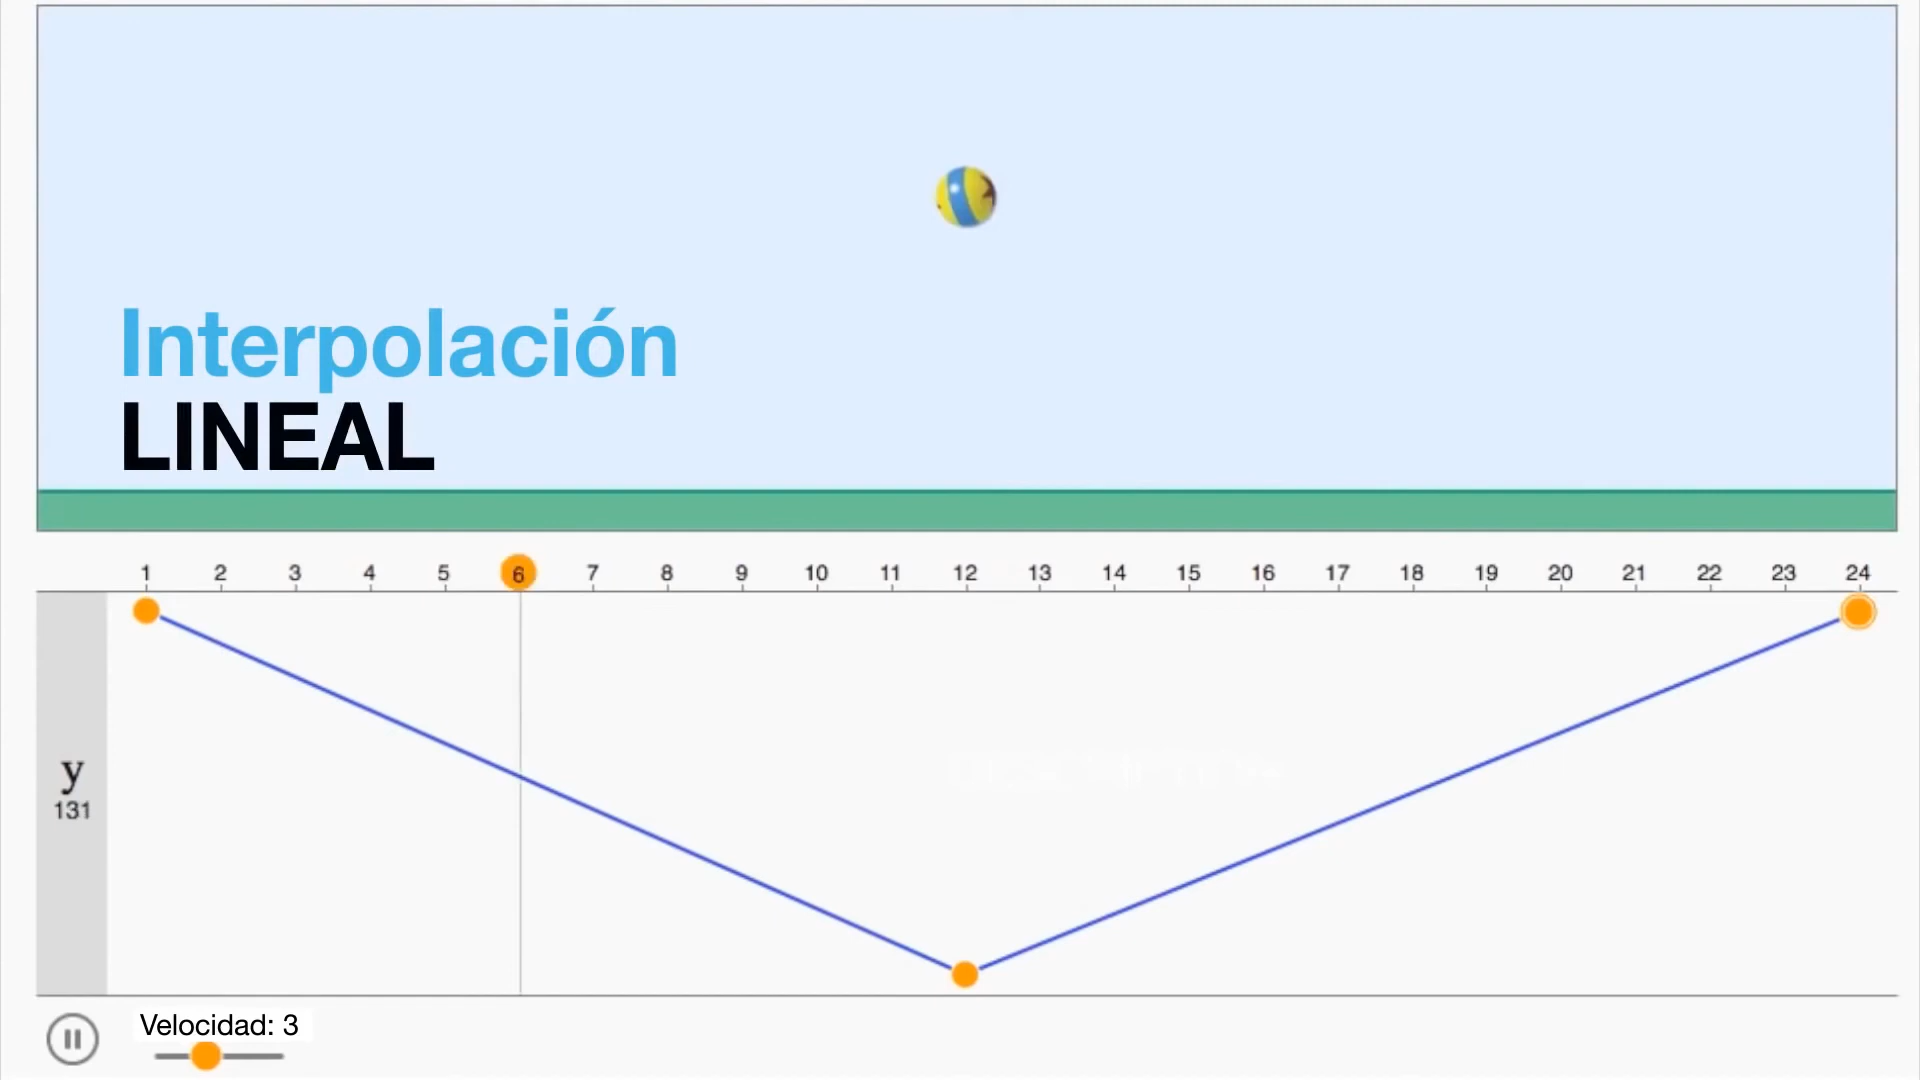 Interpolación
LINEAL
1 2 3 4 5 6 7 8 9 10 11 12 13 14 15 16 17 18 19 20 21 22 23 24
y
131
Velocidad: 3